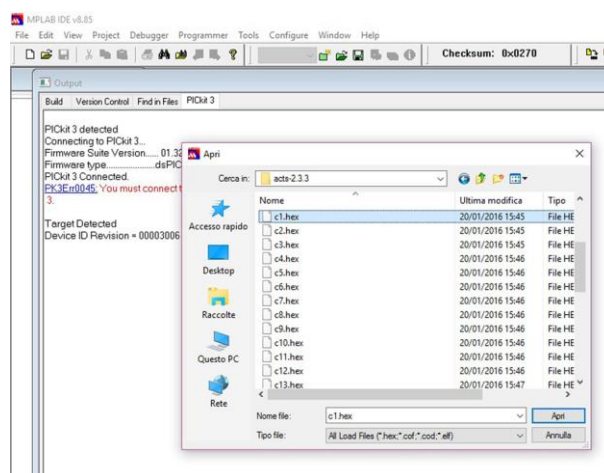 MPLAB IDE v8.85
File Edit View Project Debugger Programmer Tools Configure Window Help
Checksum: 0x0270
Output
Build Version Control Find in Files PICkit 3
PICkit 3 detected
Connecting to PICkit 3...
Firmware Suite Version...... 01.32
Firmware type......................dsPIC
PICkit 3 Connected.
PK3Err0045: You must connect t
3.
Target Detected
Device ID Revision = 00003006
Apri
Cerca in: acts-2.3.3
Nome Ultima modifica Tipo
c1.hex 20/01/2016 15:45 File HE
c2.hex 20/01/2016 15:45 File HE
c3.hex 20/01/2016 15:45 File HE
c4.hex 20/01/2016 15:46 File HE
c5.hex 20/01/2016 15:46 File HE
c6.hex 20/01/2016 15:46 File HE
c7.hex 20/01/2016 15:46 File HE
c8.hex 20/01/2016 15:46 File HE
c9.hex 20/01/2016 15:46 File HE
c10.hex 20/01/2016 15:46 File HE
c11.hex 20/01/2016 15:46 File HE
c12.hex 20/01/2016 15:46 File HE
c13.hex 20/01/2016 15:47 File HE
Accesso rapido
Desktop
Raccolte
Questo PC
Rete
Nome file: c1.hex Apri
Tipo file: All Load Files (*.hex;*.cof;*.cod;*.elf) Annulla